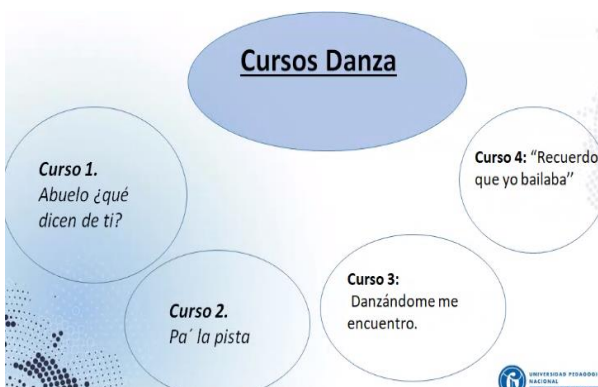 Cursos Danza
Curso 1.
Abuelo ¿qué
dicen de ti?
Curso 2.
Pa´ la pista
Curso 3:
Danzándome me
encuentro.
Curso 4: “Recuerdo
que yo bailaba”
UNIVERSIDAD PEDAGÓGI
NACIONAL